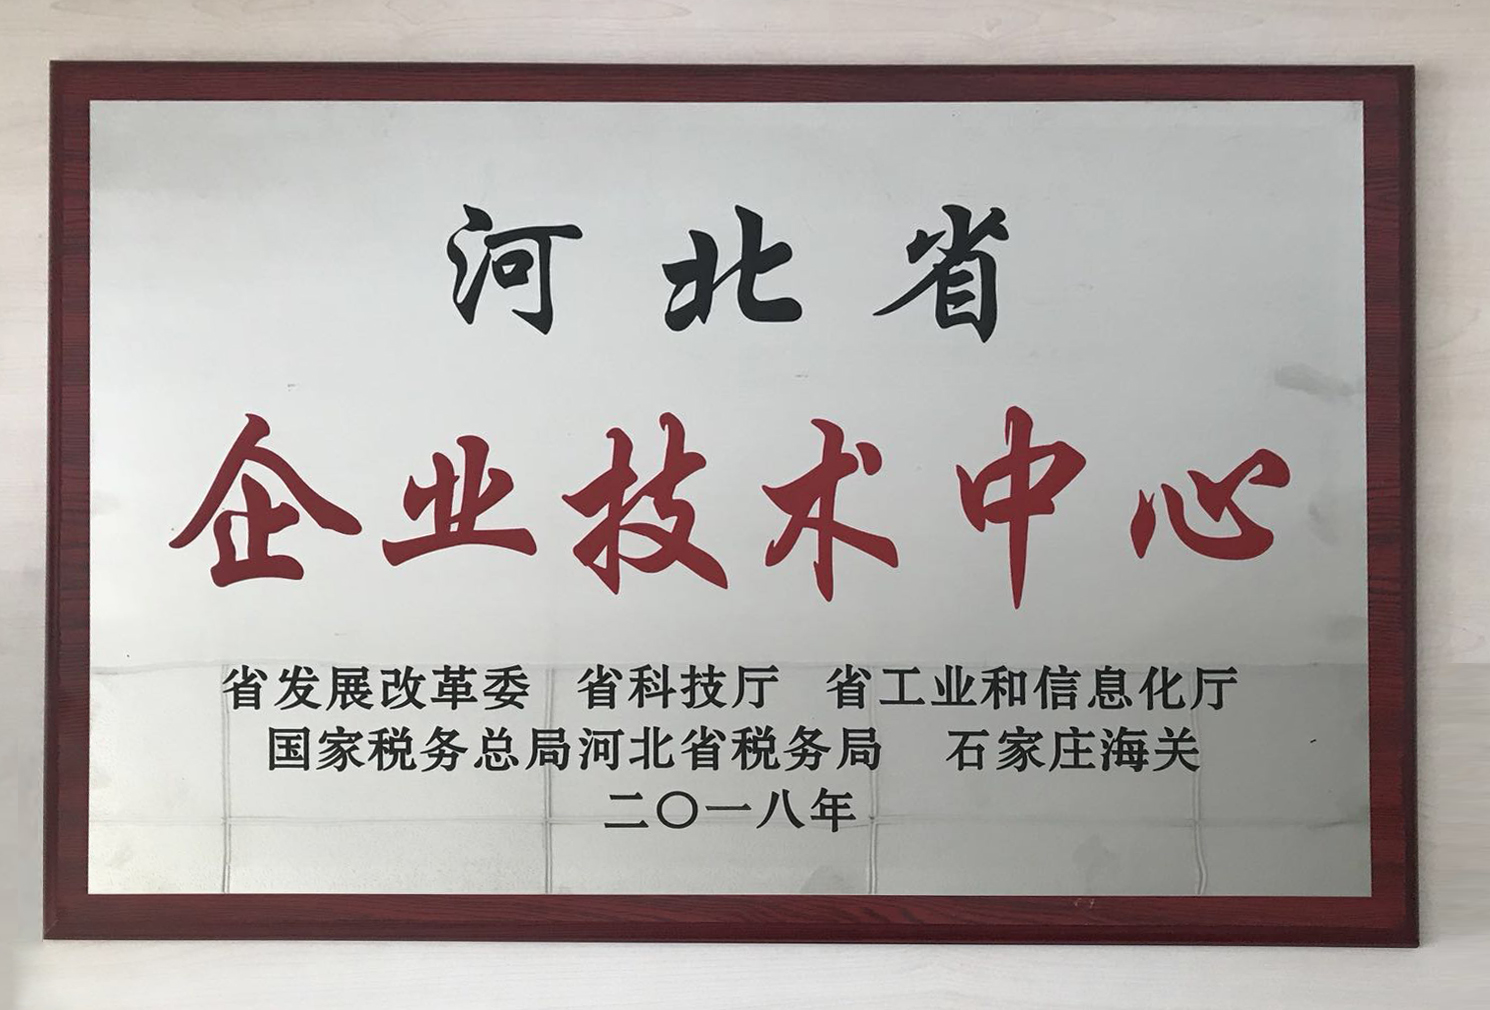 河北省
企业技术中心
省发展改革委 省科技厅 省工业和信息化厅
国家税务总局河北省税务局 石家庄海关
二〇一八年